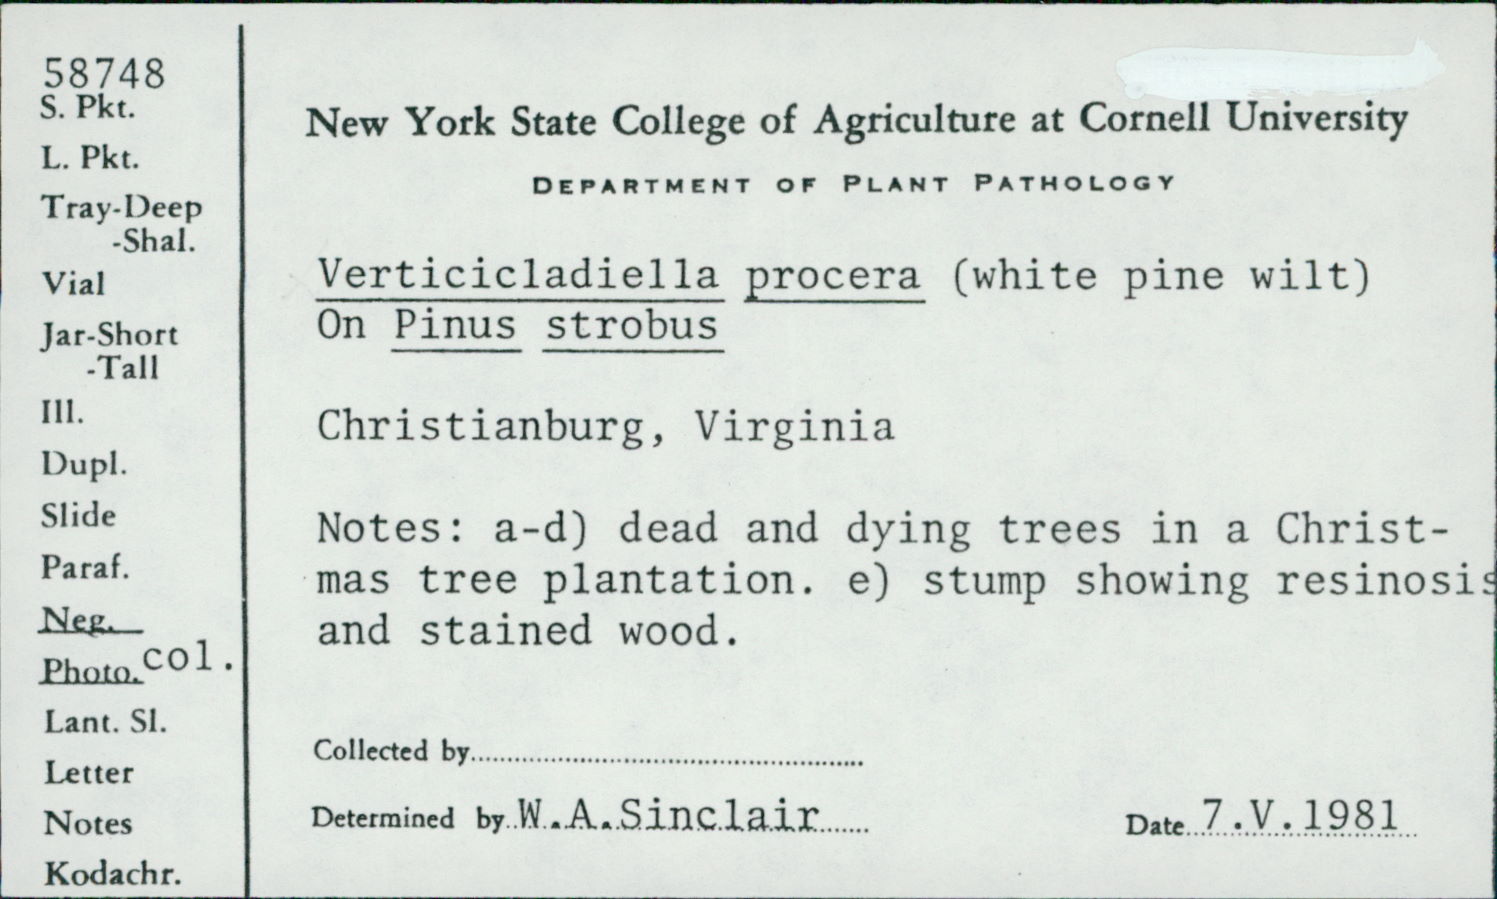 58748
S. Pkt.
L. Pkt.
Tray-Deep
-Shal.
Vial
Jar-Short
-Tall
Ill.
Dupl.
Slide
Paraf.
Neg.
Photo. col.
Lant. Sl.
Letter
Notes
Kodachr.
New York State College of Agriculture at Cornell University
DEPARTMENT OF PLANT PATHOLOGY
Verticicladiella procera (white pine wilt)
On Pinus strobus
Christianburg, Virginia
Notes: a-d) dead and dying trees in a Christ-
mas tree plantation. e) stump showing resinosis
and stained wood.
Collected by
Determined by W.A.Sinclair
Date 7.V.1981